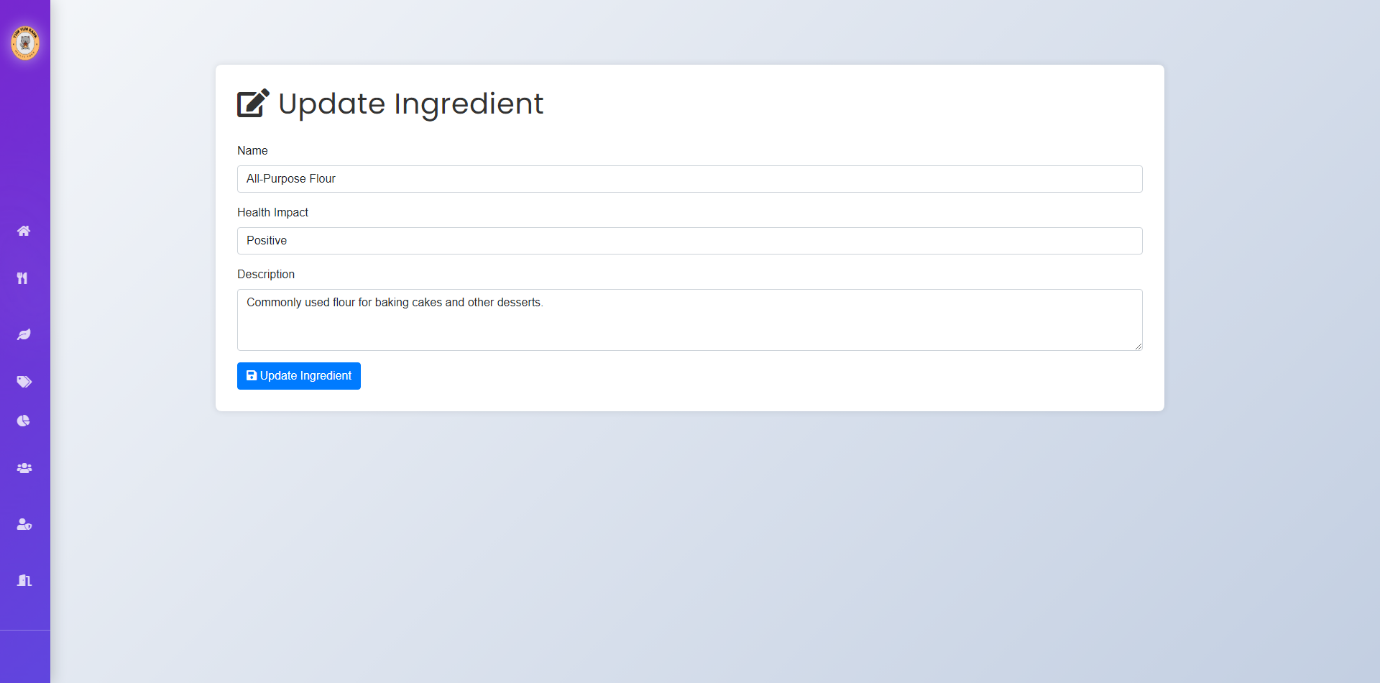 Update Ingredient
Name
All-Purpose Flour
Health Impact
Positive
Description
Commonly used flour for baking cakes and other desserts.
Update Ingredient